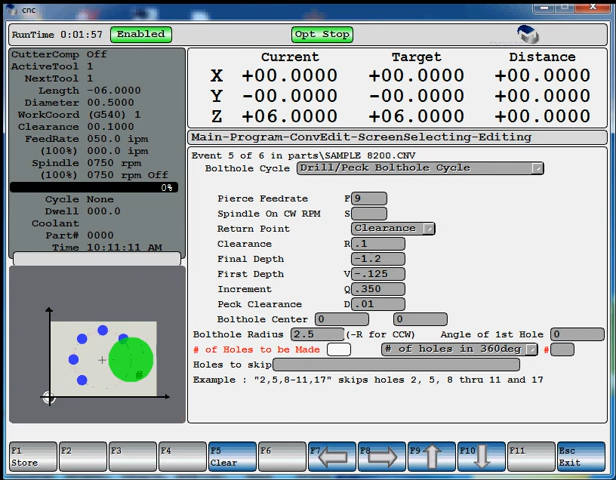 cnc
RunTime 0:01:57 Enabled Opt Stop
CutterComp Off
ActiveTool 1
NextTool 1
Length -06.0000
Diameter 00.5000
WorkCoord (G540) 1
Clearance 00.1000
FeedRate 050.0 ipm
(100%) 000.0 ipm
Spindle 0750 rpm
(100%) 0750 rpm Off
0%
Cycle None
Dwell 000.0
Coolant
Part# 0000
Time 10:11:11 AM
Current Target Distance
X +00.0000 +00.0000 +00.0000
Y -00.0000 -00.0000 +00.0000
Z +06.0000 +06.0000 +00.0000
Main-Program-ConvEdit-ScreenSelecting-Editing
Event 5 of 6 in parts\SAMPLE 8200.CNV
Bolthole Cycle Drill/Peck Bolthole Cycle
Pierce Feedrate F 9
Spindle On CW RPM S
Return Point Clearance
Clearance R .1
Final Depth -1.2
First Depth V -.125
Increment Q .350
Peck Clearance D .01
Bolthole Center 0 0
Bolthole Radius 2.5 (-R for CCW) Angle of 1st Hole 0
# of Holes to be Made # of holes in 360deg #
Holes to skip
Example : "2,5,8-11,17" skips holes 2, 5, 8 thru 11 and 17
F1 Store
F2
F3
F4
F5 Clear
F6
F7
F8
F9
F10
F11
Esc Exit